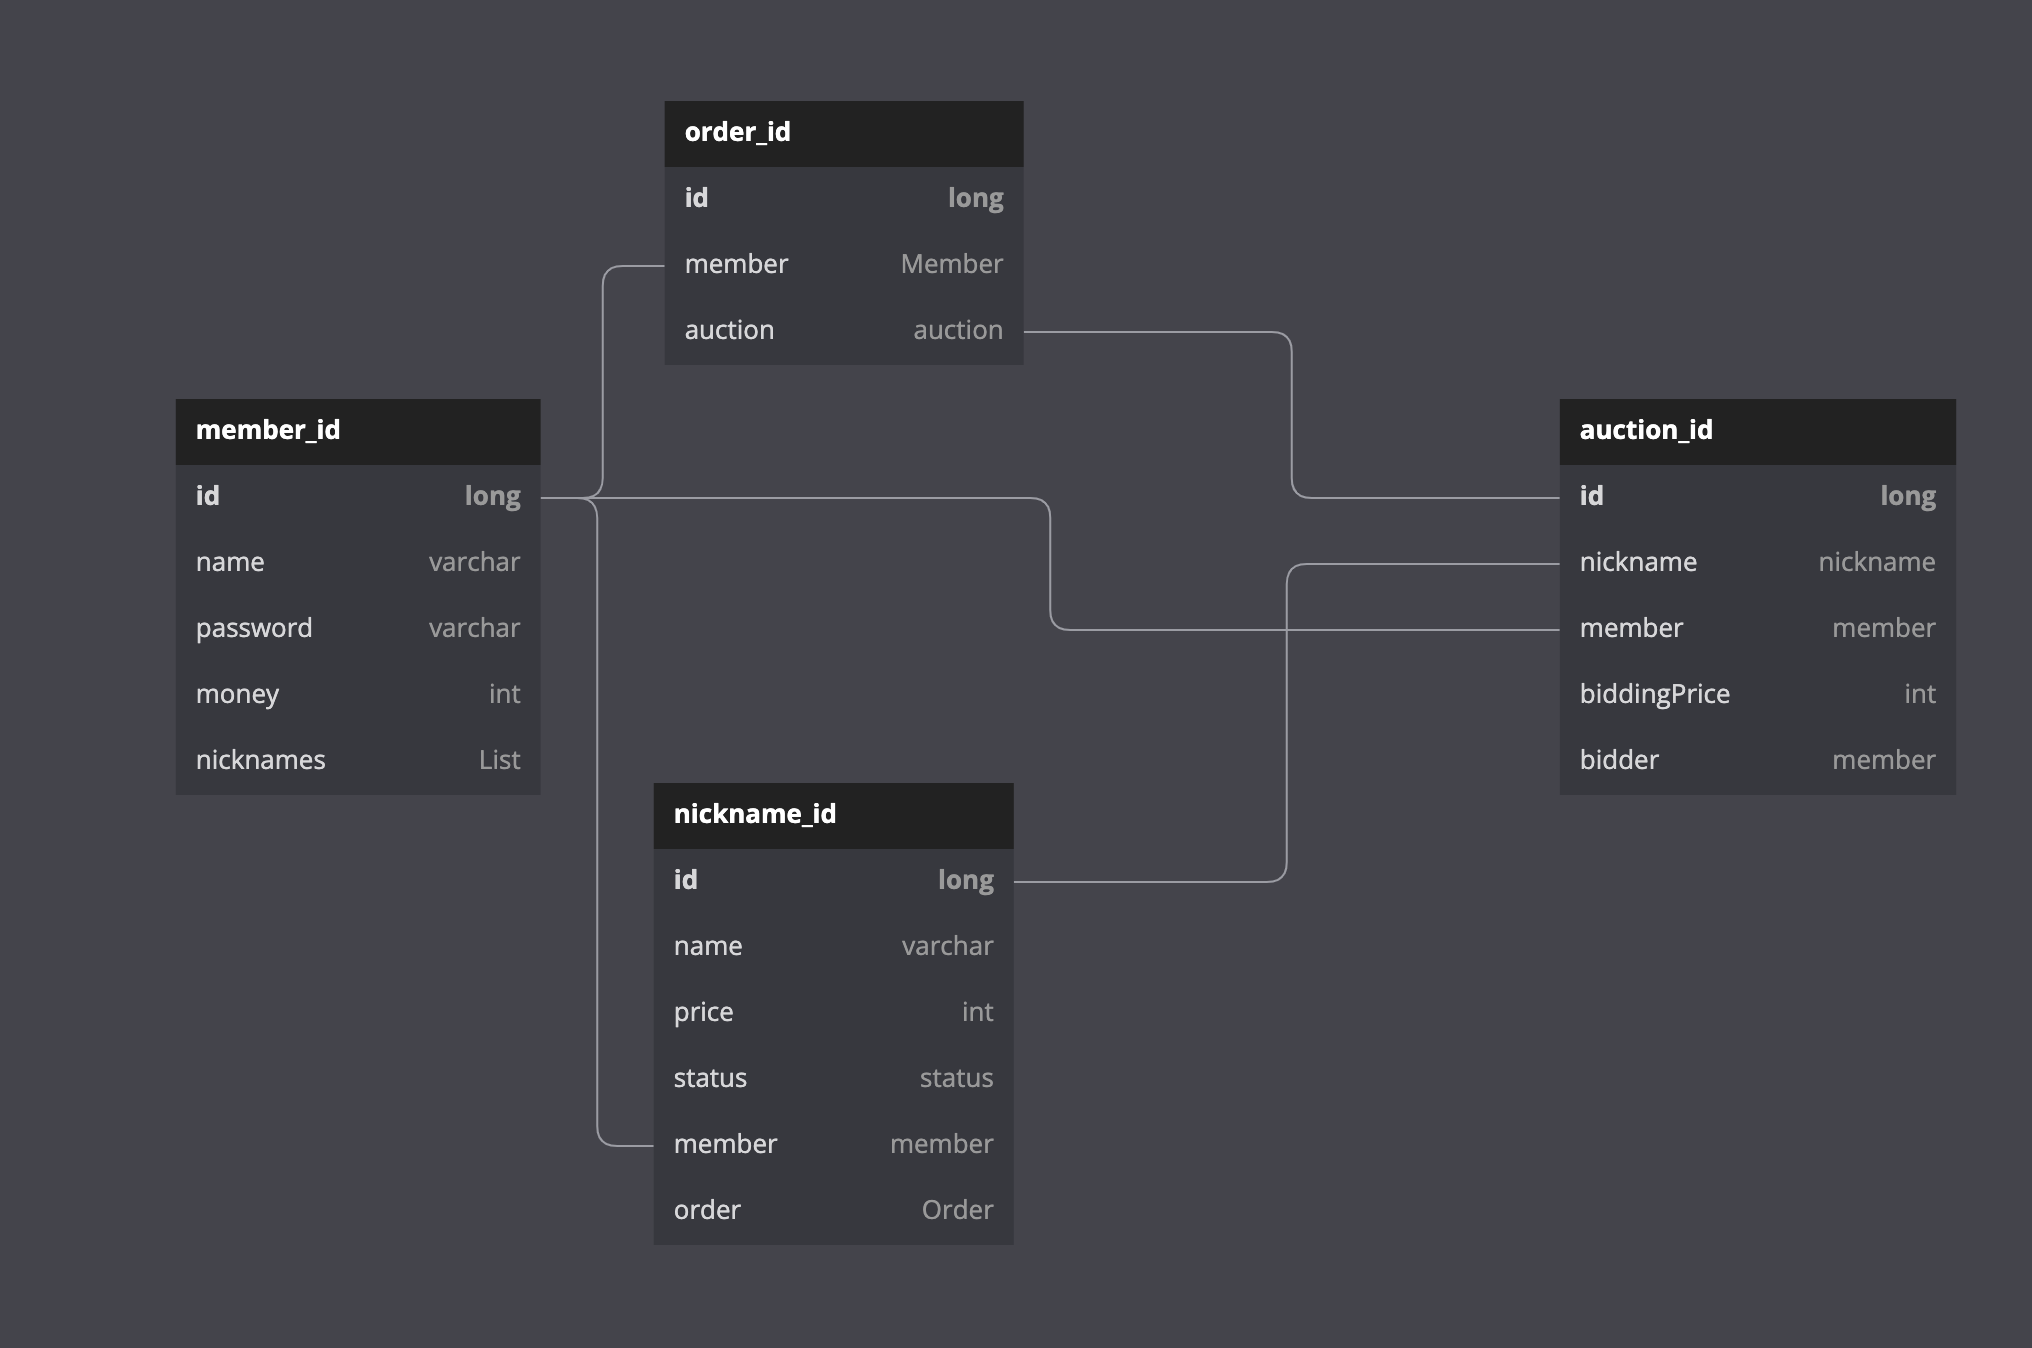 order_id
id long
member Member
auction auction
member_id
id long
name varchar
password varchar
money int
nicknames List
auction_id
id long
nickname nickname
member member
biddingPrice int
bidder member
nickname_id
id long
name varchar
price int
status status
member member
order Order